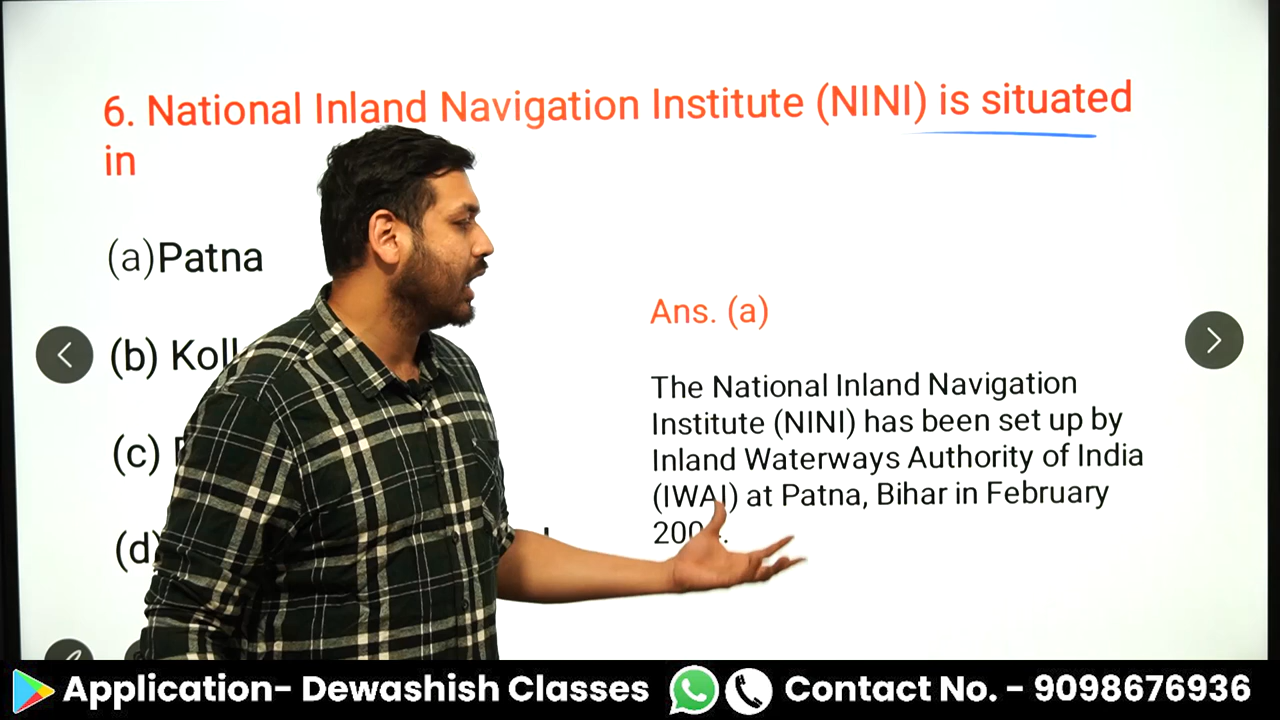 6. National Inland Navigation Institute (NINI) is situated
in
(a)Patna
(b)
(c)
(d)
Ans. (a)
The National Inland Navigation
Institute (NINI) has been set up by
Inland Waterways Authority of India
(IWAI) at Patna, Bihar in February
Application- Dewashish Classes
Contact No. - 9098676936